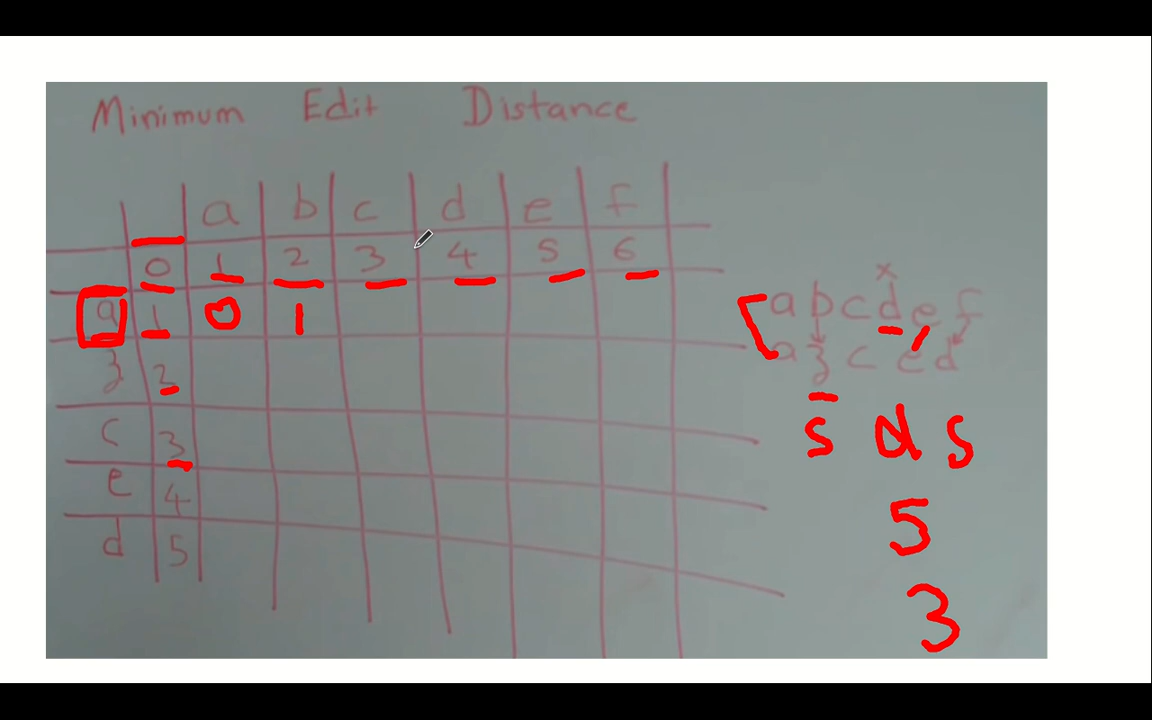 Minimum Edit Distance
a b c d e f
0 1 2 3 4 5 6
a 1 0 1
z 2
c 3
e 4
d 5
x
a b c d e f
a z c e d
s d s
5
3